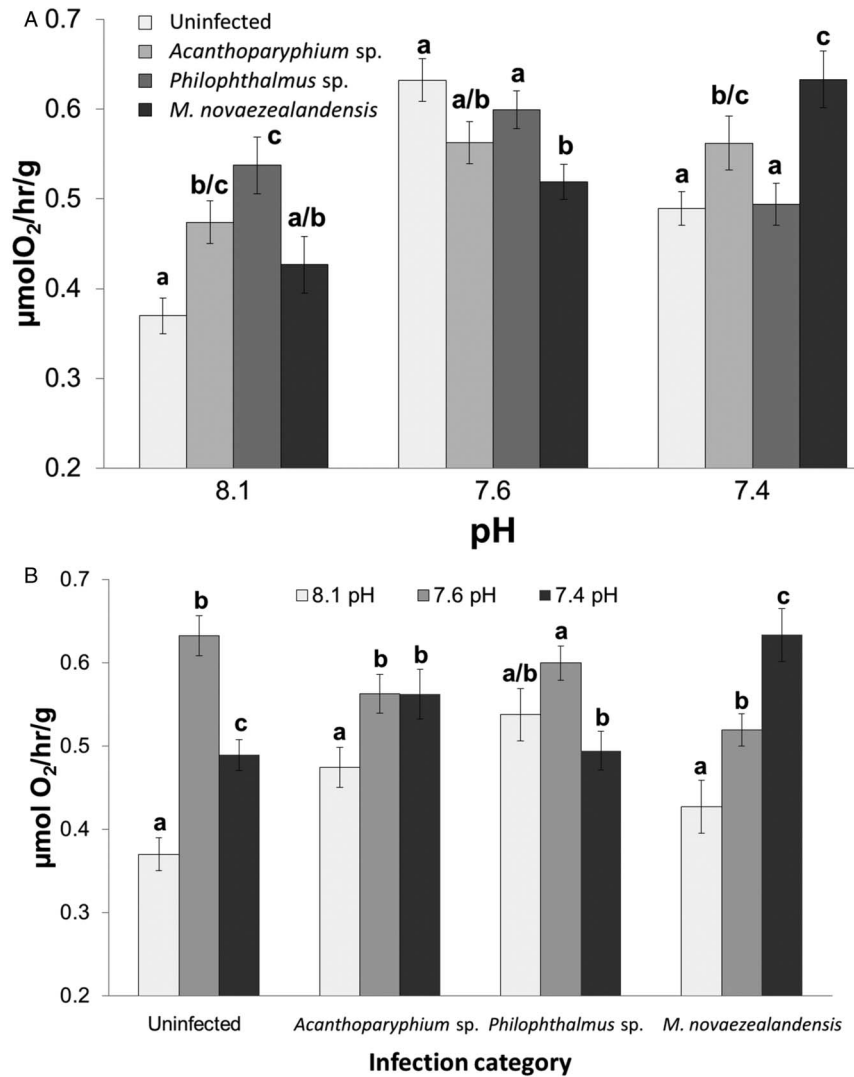 A
0.7
0.6
0.5
0.4
0.3
0.2
µmolO₂/hr/g
Uninfected
Acanthoparyphium sp.
Philophthalmus sp.
M. novaezealandensis
a
b/c
c
a/b
a
a/b
a
b
a
b/c
a
c
8.1
7.6
7.4
pH
B
0.7
0.6
0.5
0.4
0.3
0.2
µmol O₂/hr/g
8.1 pH 7.6 pH 7.4 pH
a
b
c
a
b
b
a/b
a
b
a
b
c
Uninfected
Acanthoparyphium sp.
Philophthalmus sp.
M. novaezealandensis
Infection category